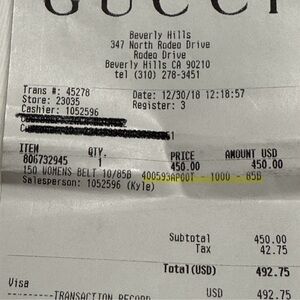 GUCCI
Beverly Hills
347 North Rodeo Drive
Rodeo Drive
Beverly Hills CA 90210
tel (310) 278-3451
Trans #: 45278 Date: 12/30/18 12:18:57
Store: 23035 Register: 3
Cashier: 1052596
ITEM QTY PRICE AMOUNT USD
806732945 1 450.00 450.00
150 WOMENS BELT 10/85B 400593AP00T - 1000 - 85B
Salesperson: 1052596 (Kyle)
Subtotal 450.00
Tax 42.75
Total(USD) 492.75
Visa 492.75
TRANSACTION RECORD